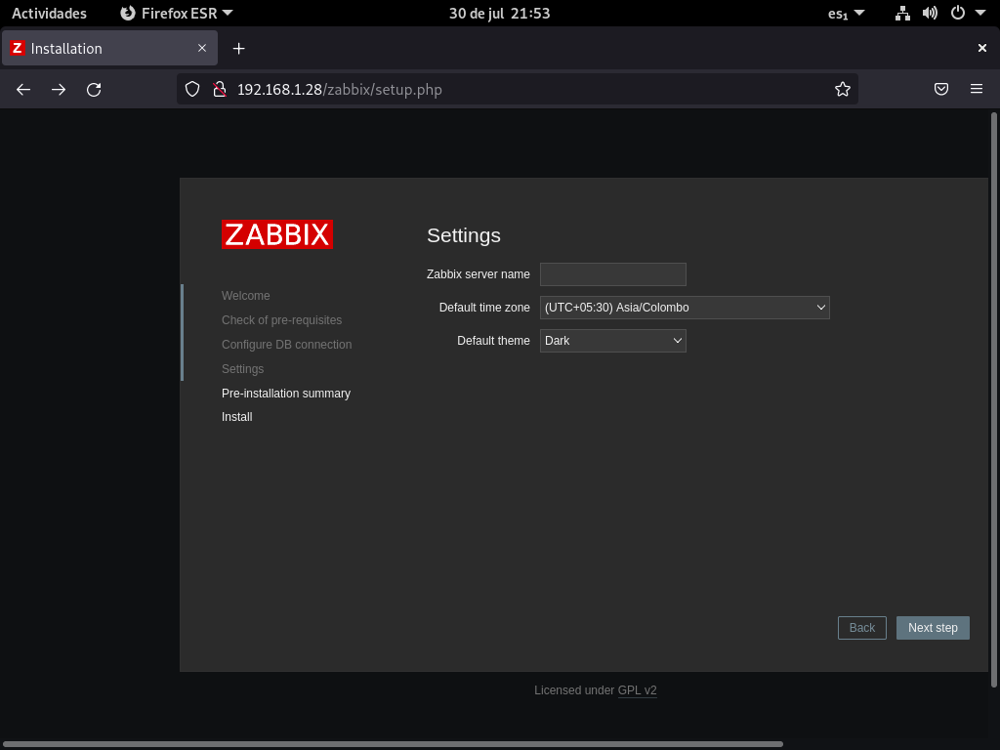 Actividades Firefox ESR 30 de jul 21:53 es₁
Z Installation
192.168.1.28/zabbix/setup.php
ZABBIX
Welcome
Check of pre-requisites
Configure DB connection
Settings
Pre-installation summary
Install
Settings
Zabbix server name
Default time zone (UTC+05:30) Asia/Colombo
Default theme Dark
Back Next step
Licensed under GPL v2